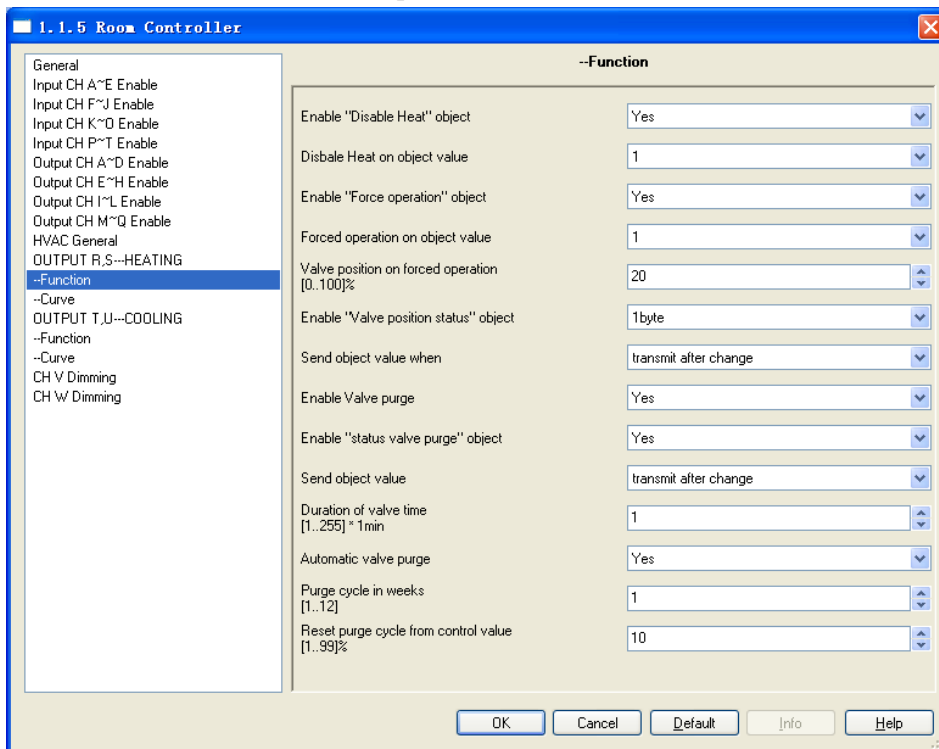 1.1.5 Room Controller
General
Input CH A~E Enable
Input CH F~J Enable
Input CH K~O Enable
Input CH P~T Enable
Output CH A~D Enable
Output CH E~H Enable
Output CH I~L Enable
Output CH M~Q Enable
HVAC General
OUTPUT R,S---HEATING
--Function
--Curve
OUTPUT T,U---COOLING
--Function
--Curve
CH V Dimming
CH W Dimming
--Function
Enable "Disable Heat" object Yes
Disbale Heat on object value 1
Enable "Force operation" object Yes
Forced operation on object value 1
Valve position on forced operation
[0..100]% 20
Enable "Valve position status" object 1byte
Send object value when transmit after change
Enable Valve purge Yes
Enable "status valve purge" object Yes
Send object value transmit after change
Duration of valve time
[1..255] * 1min 1
Automatic valve purge Yes
Purge cycle in weeks
[1..12] 1
Reset purge cycle from control value
[1..99]% 10
OK Cancel Default Info Help